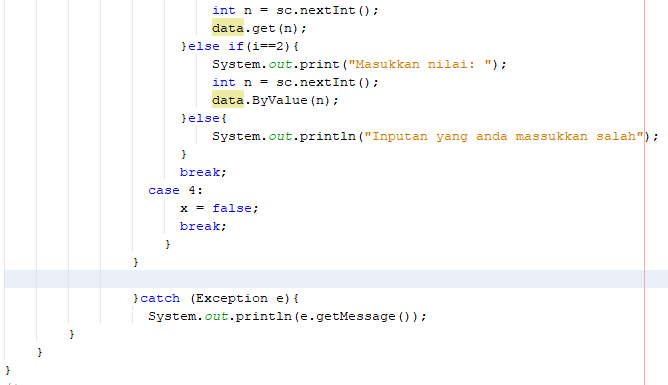 int n = sc.nextInt();
data.get(n);
}else if(i==2){
System.out.print("Masukkan nilai: ");
int n = sc.nextInt();
data.ByValue(n);
}else{
System.out.println("Inputan yang anda massukkan salah");
}
break;
case 4:
x = false;
break;
}
}
}catch (Exception e){
System.out.println(e.getMessage());
}
}
}